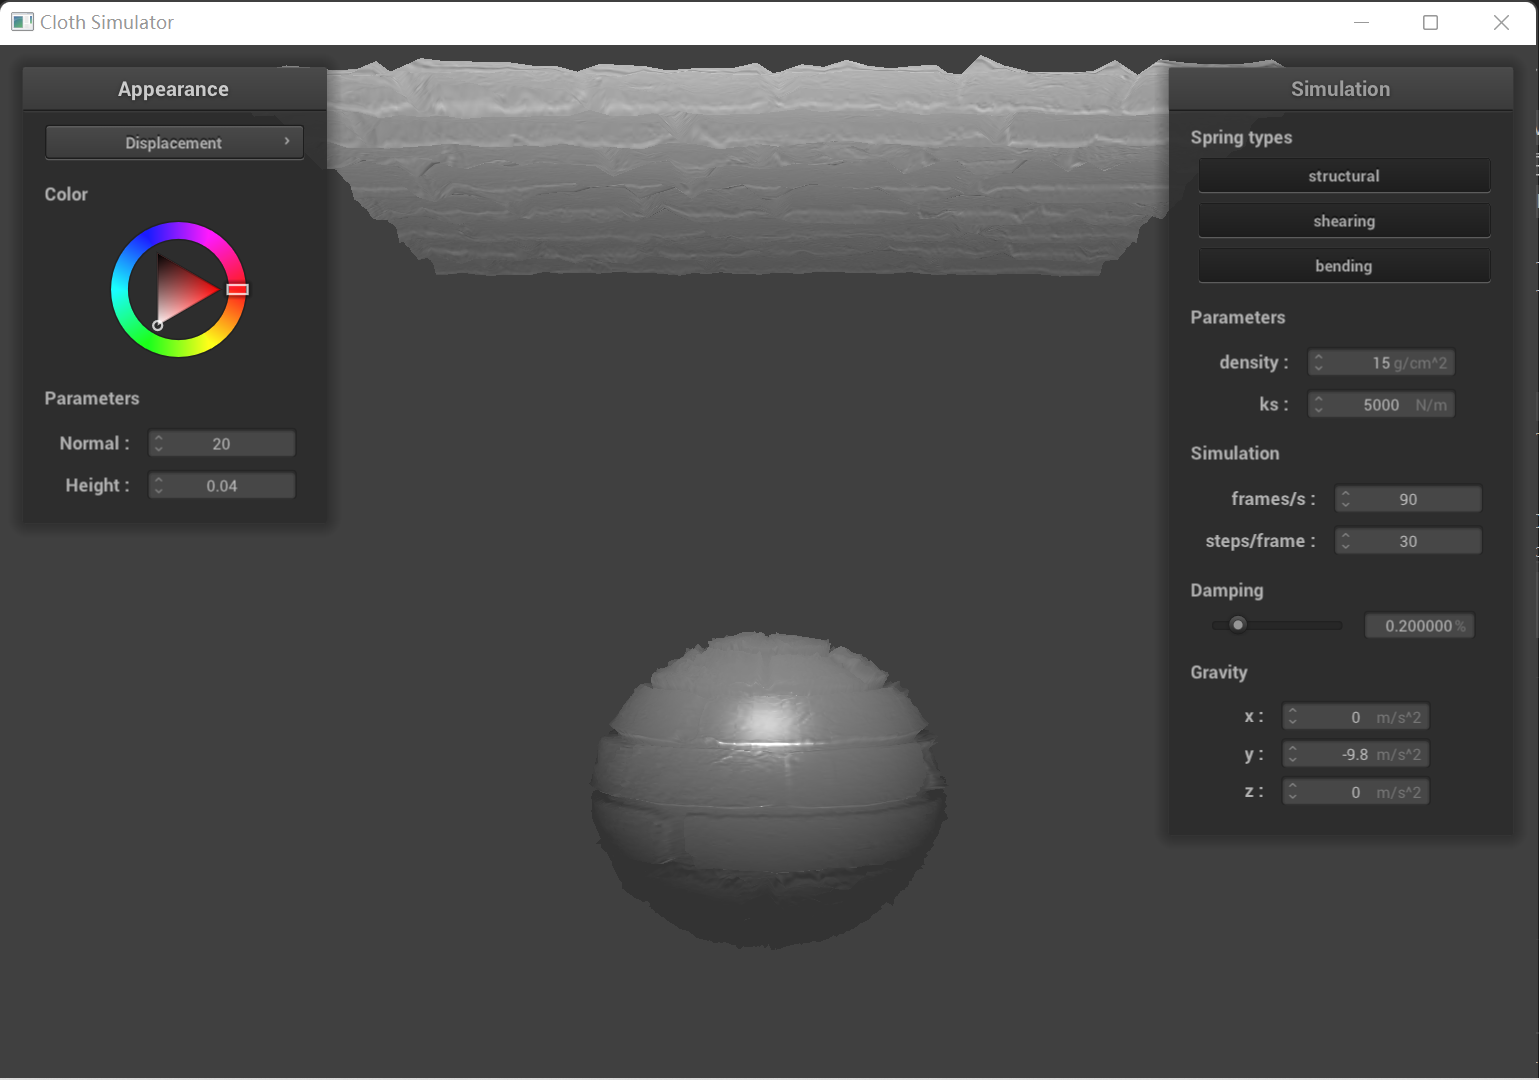 Cloth Simulator
Appearance
Displacement
Color
Parameters
Normal : 20
Height : 0.04
Simulation
Spring types
structural
shearing
bending
Parameters
density : 15 g/cm^2
ks : 5000 N/m
Simulation
frames/s : 90
steps/frame : 30
Damping
0.200000 %
Gravity
x : 0 m/s^2
y : -9.8 m/s^2
z : 0 m/s^2